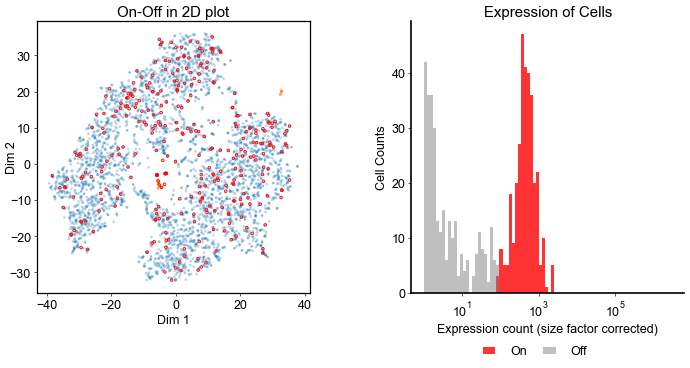 On-Off in 2D plot
30
20
10
0
−10
−20
−30
Dim 2
−40
−20
0
20
40
Dim 1
Expression of Cells
40
30
20
10
0
Cell Counts
10^1
10^3
10^5
Expression count (size factor corrected)
On
Off